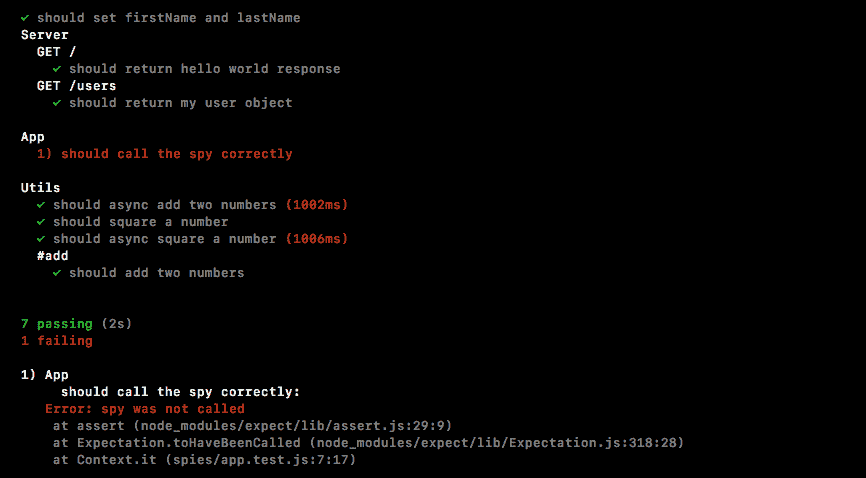 ✓ should set firstName and lastName
Server
GET /
✓ should return hello world response
GET /users
✓ should return my user object
App
1) should call the spy correctly
Utils
✓ should async add two numbers (1002ms)
✓ should square a number
✓ should async square a number (1006ms)
#add
✓ should add two numbers
7 passing (2s)
1 failing
1) App
should call the spy correctly:
Error: spy was not called
at assert (node_modules/expect/lib/assert.js:29:9)
at Expectation.toHaveBeenCalled (node_modules/expect/lib/Expectation.js:318:28)
at Context.it (spies/app.test.js:7:17)